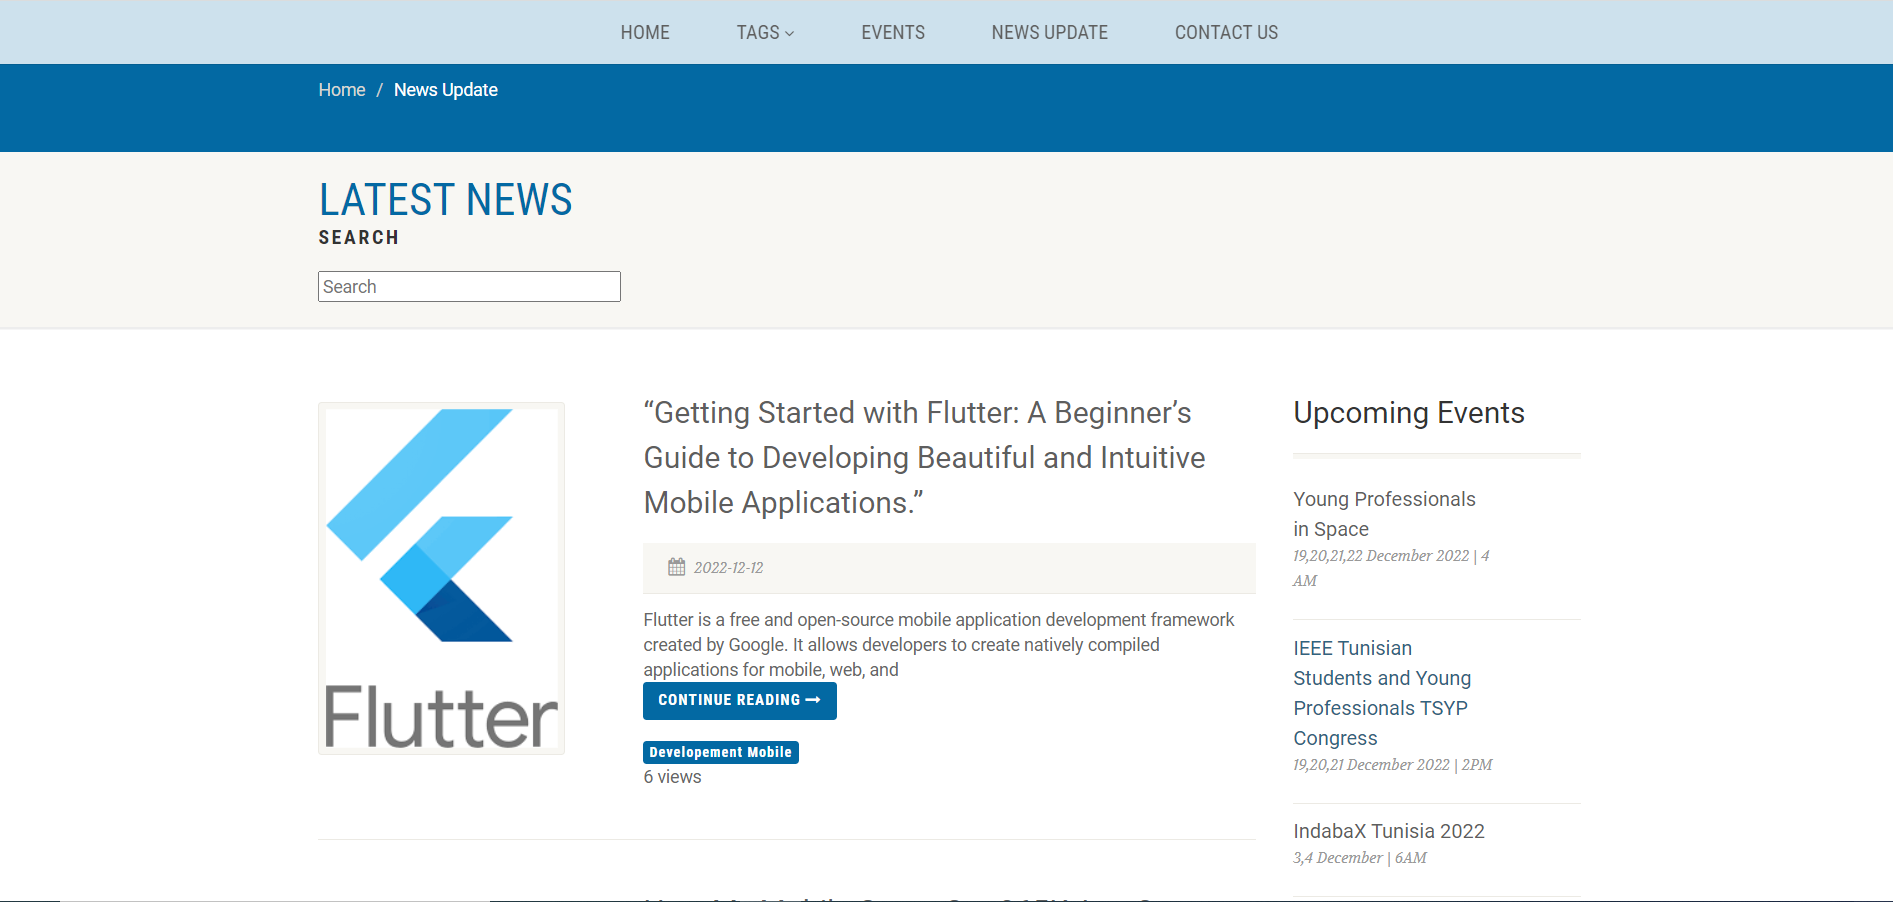 HOME TAGS EVENTS NEWS UPDATE CONTACT US
Home / News Update
LATEST NEWS
SEARCH
Search
Flutter
“Getting Started with Flutter: A Beginner’s
Guide to Developing Beautiful and Intuitive
Mobile Applications.”
2022-12-12
Flutter is a free and open-source mobile application development framework
created by Google. It allows developers to create natively compiled
applications for mobile, web, and
CONTINUE READING
Developement Mobile
6 views
Upcoming Events
Young Professionals
in Space
19,20,21,22 December 2022 | 4
AM
IEEE Tunisian
Students and Young
Professionals TSYP
Congress
19,20,21 December 2022 | 2PM
IndabaX Tunisia 2022
3,4 December | 6AM